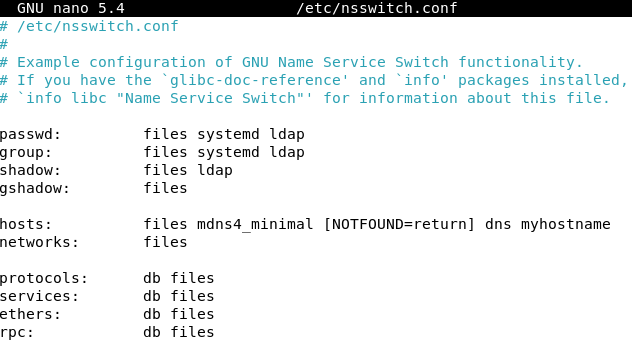 GNU nano 5.4 /etc/nsswitch.conf
# /etc/nsswitch.conf
#
# Example configuration of GNU Name Service Switch functionality.
# If you have the `glibc-doc-reference' and `info' packages installed,
# `info libc "Name Service Switch"' for information about this file.
passwd: files systemd ldap
group: files systemd ldap
shadow: files ldap
gshadow: files
hosts: files mdns4_minimal [NOTFOUND=return] dns myhostname
networks: files
protocols: db files
services: db files
ethers: db files
rpc: db files